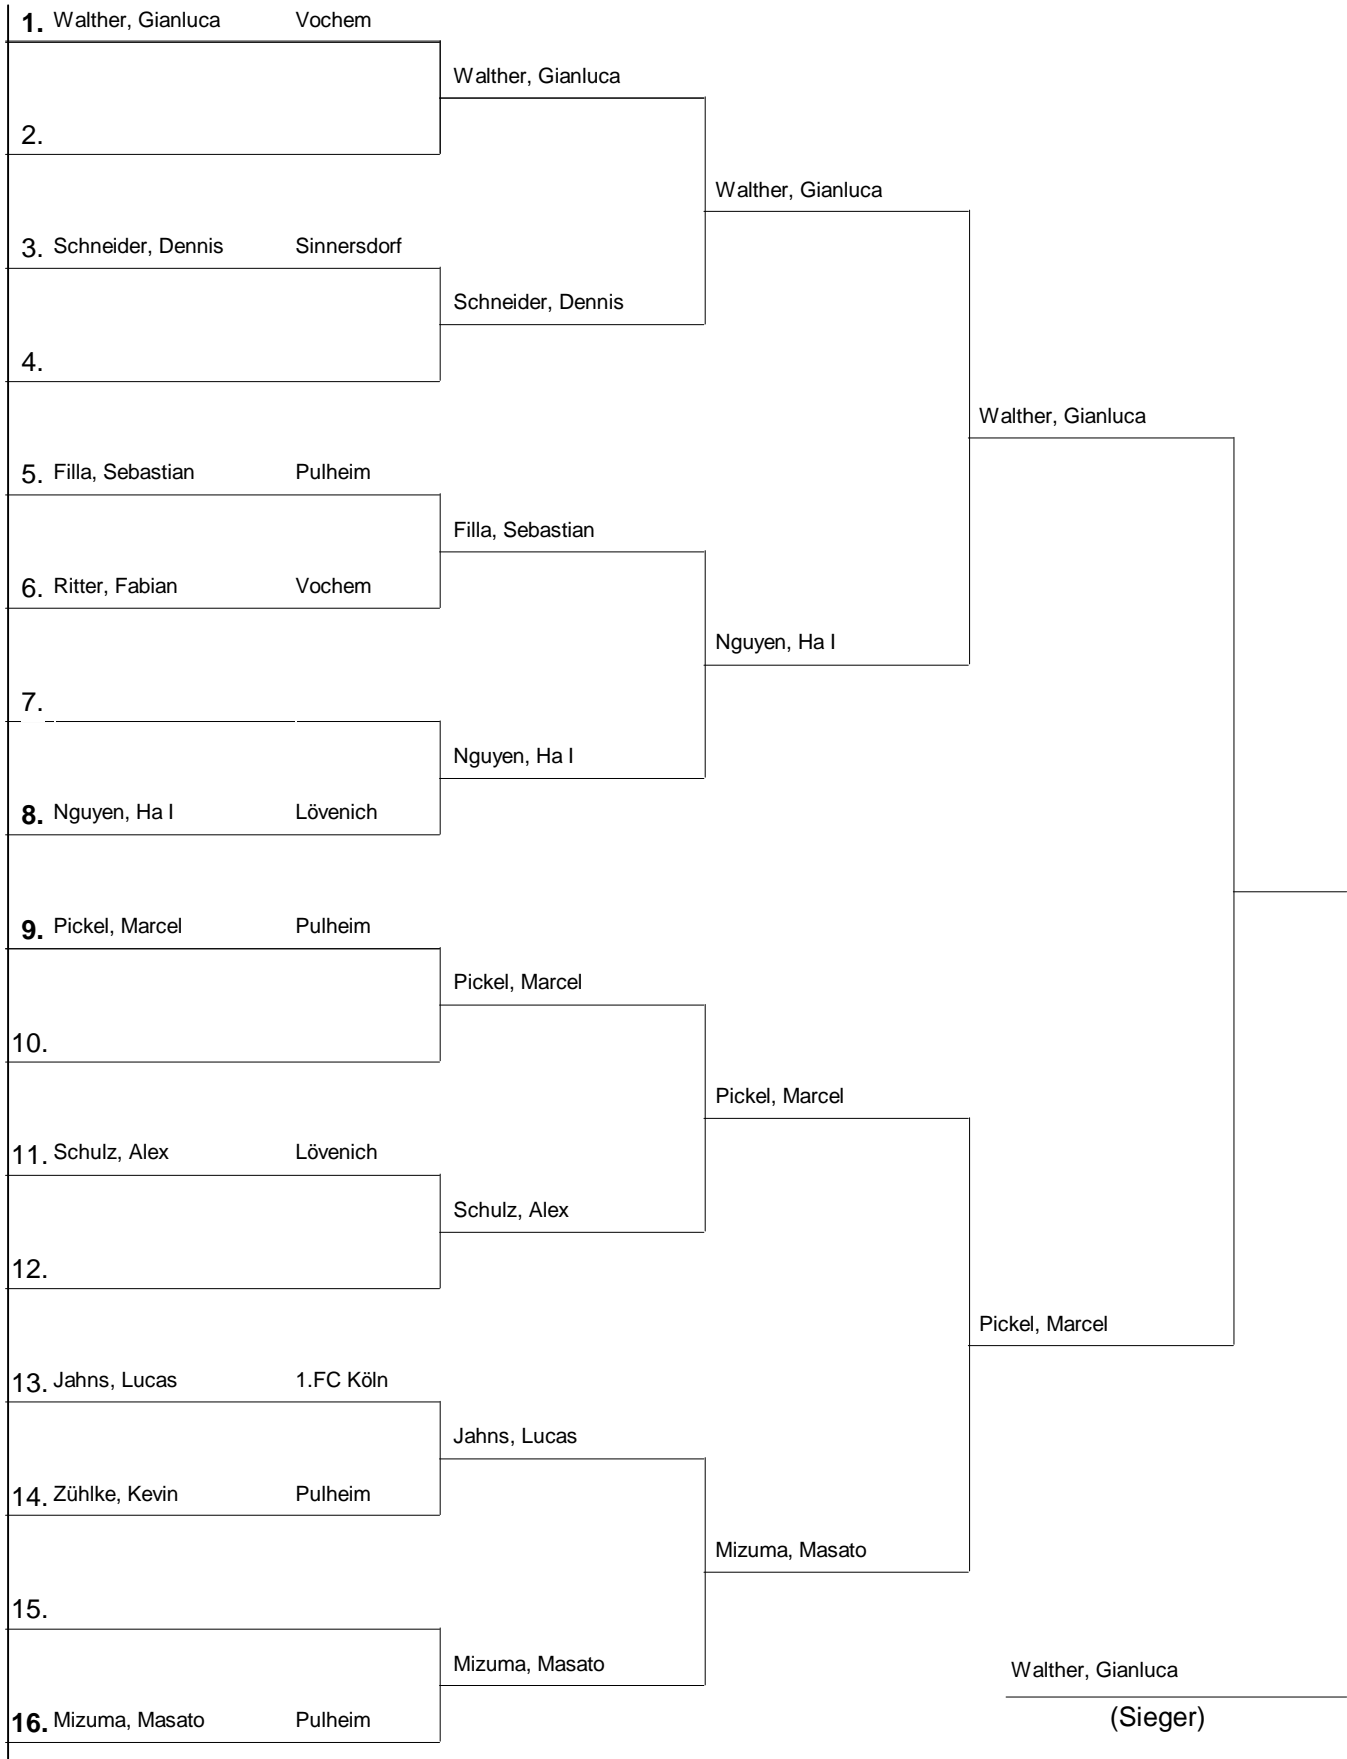 1. Walther, Gianluca Vochem
Walther, Gianluca
2.
Walther, Gianluca
3. Schneider, Dennis Sinnersdorf
Schneider, Dennis
4.
Walther, Gianluca
5. Filla, Sebastian Pulheim
Filla, Sebastian
6. Ritter, Fabian Vochem
Nguyen, Ha I
7.
Nguyen, Ha I
8. Nguyen, Ha I Lövenich
9. Pickel, Marcel Pulheim
Pickel, Marcel
10.
Pickel, Marcel
11. Schulz, Alex Lövenich
Schulz, Alex
12.
Pickel, Marcel
13. Jahns, Lucas 1.FC Köln
Jahns, Lucas
14. Zühlke, Kevin Pulheim
Mizuma, Masato
15.
Mizuma, Masato
Walther, Gianluca
16. Mizuma, Masato Pulheim
(Sieger)